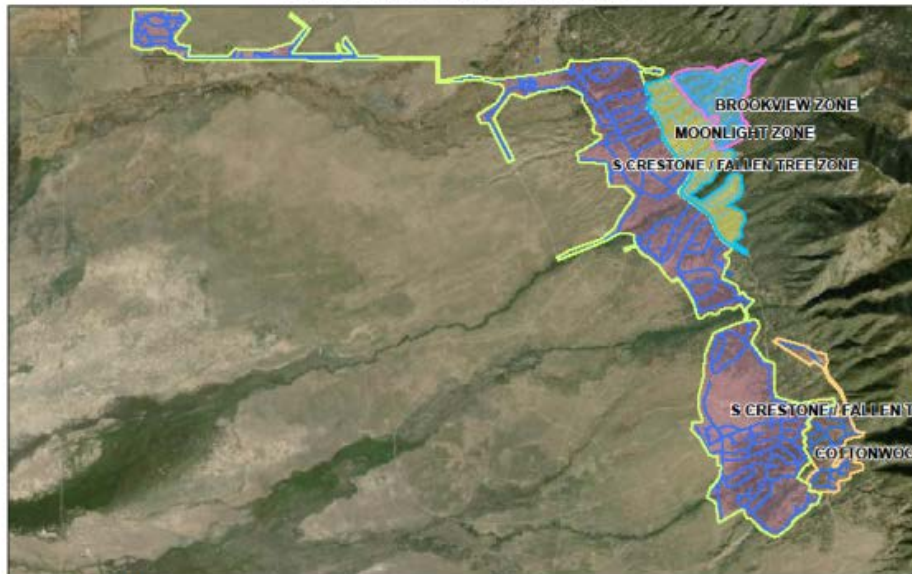 BROOKVIEW ZONE
MOONLIGHT ZONE
S CRESTONE / FALLEN TREE ZONE
S CRESTONE / FALLEN T
COTTONWOO